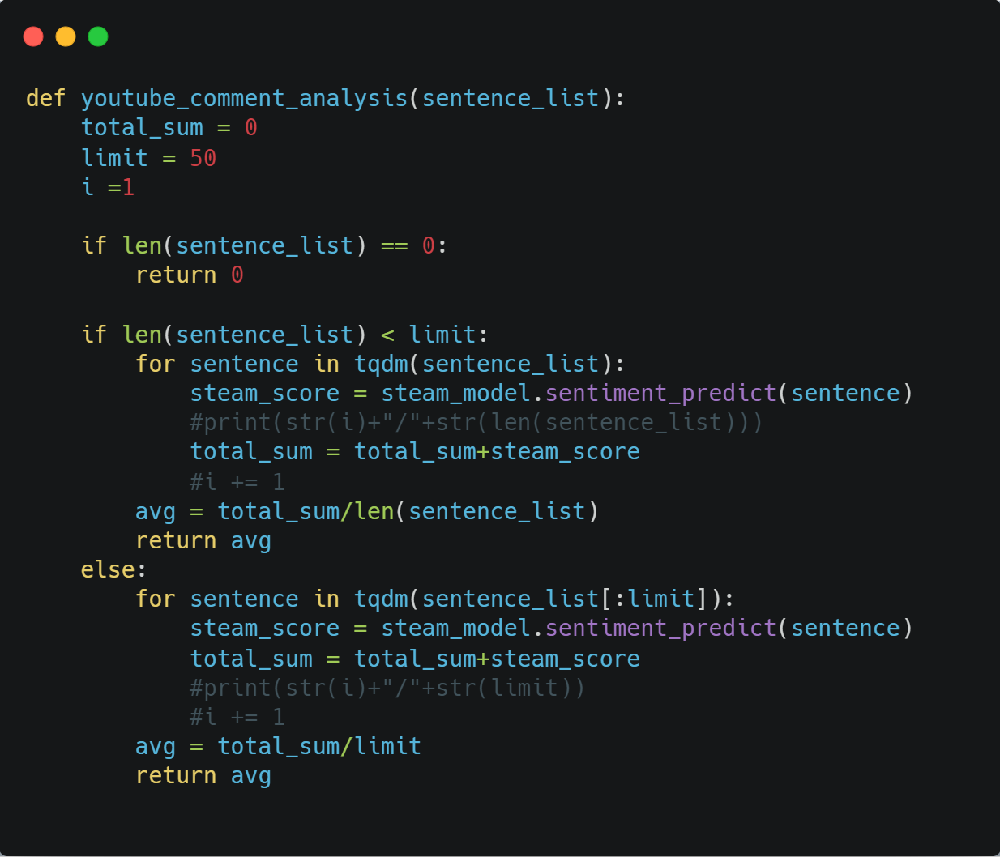 def youtube_comment_analysis(sentence_list):
    total_sum = 0
    limit = 50
    i =1

    if len(sentence_list) == 0:
        return 0

    if len(sentence_list) < limit:
        for sentence in tqdm(sentence_list):
            steam_score = steam_model.sentiment_predict(sentence)
            #print(str(i)+"/"+str(len(sentence_list)))
            total_sum = total_sum+steam_score
            #i += 1
        avg = total_sum/len(sentence_list)
        return avg
    else:
        for sentence in tqdm(sentence_list[:limit]):
            steam_score = steam_model.sentiment_predict(sentence)
            total_sum = total_sum+steam_score
            #print(str(i)+"/"+str(limit))
            #i += 1
        avg = total_sum/limit
        return avg